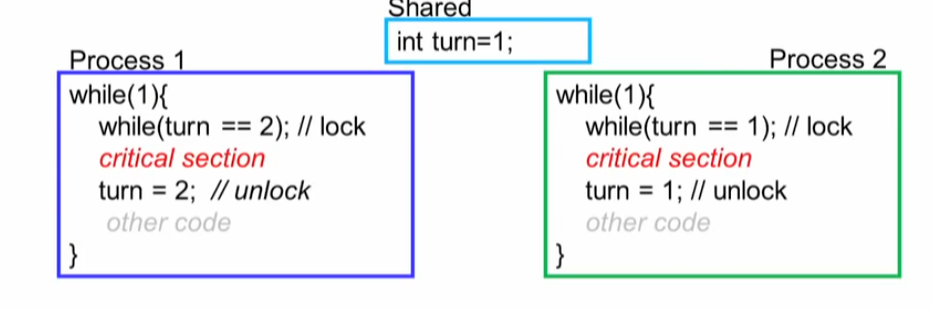 Shared
int turn=1;
Process 1
while(1){
while(turn == 2); // lock
critical section
turn = 2; // unlock
other code
}
Process 2
while(1){
while(turn == 1); // lock
critical section
turn = 1; // unlock
other code
}